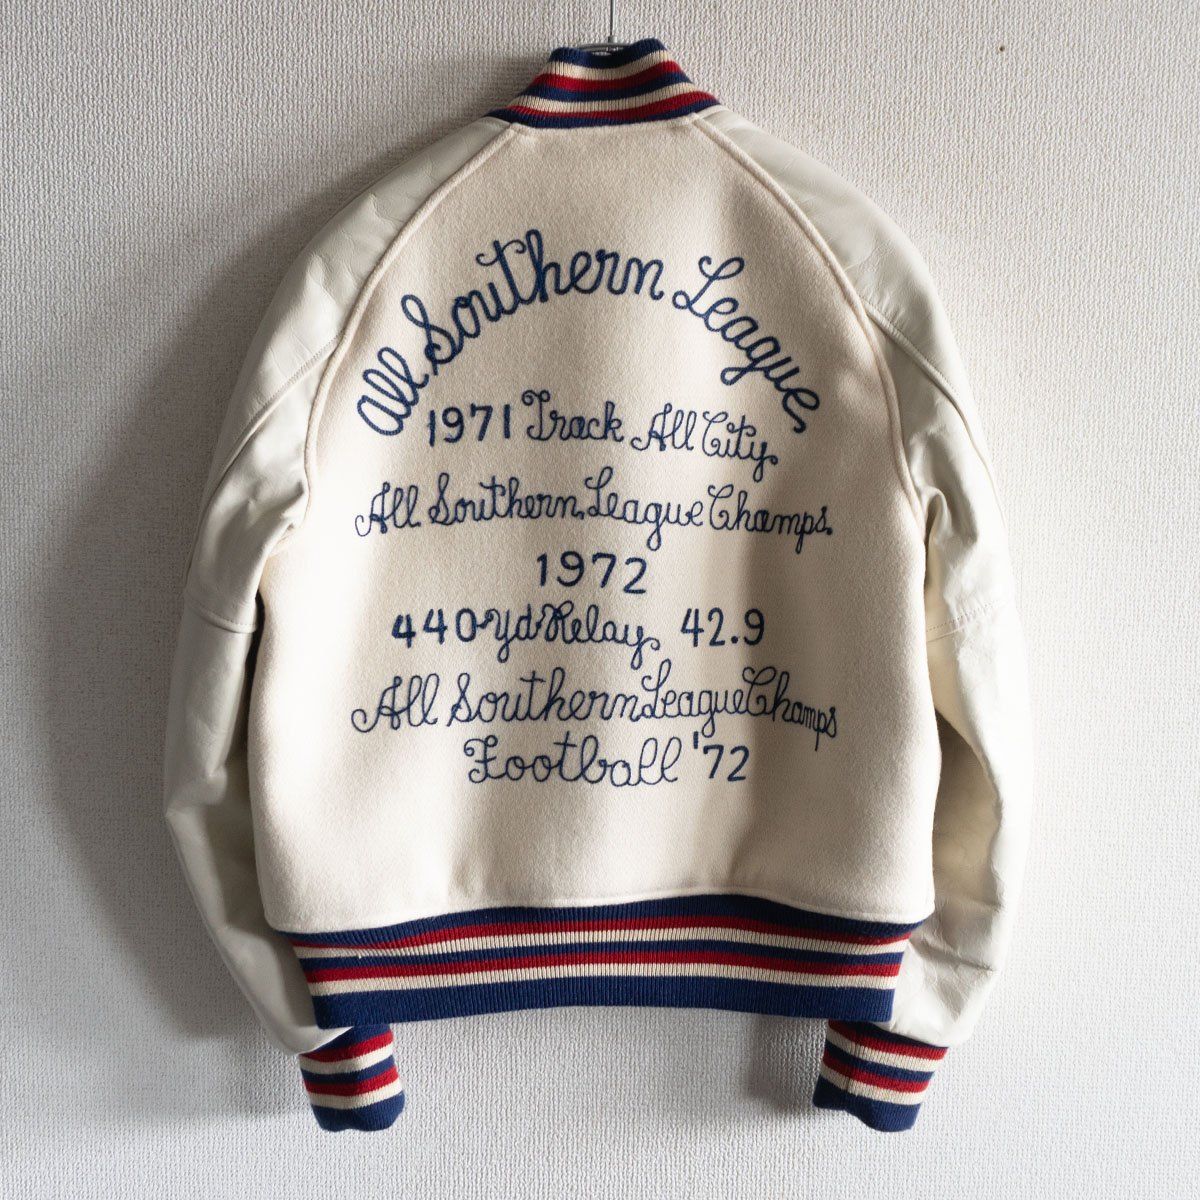 All Southern League
1971 Track All City
All Southern League Champs.
1972
440 yd Relay 42.9
All Southern League Champs
Football '72